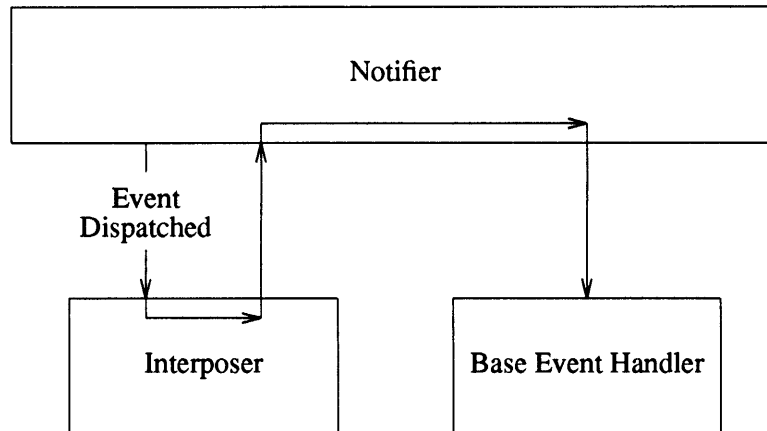 Notifier
Event
Dispatched
Interposer
Base Event Handler